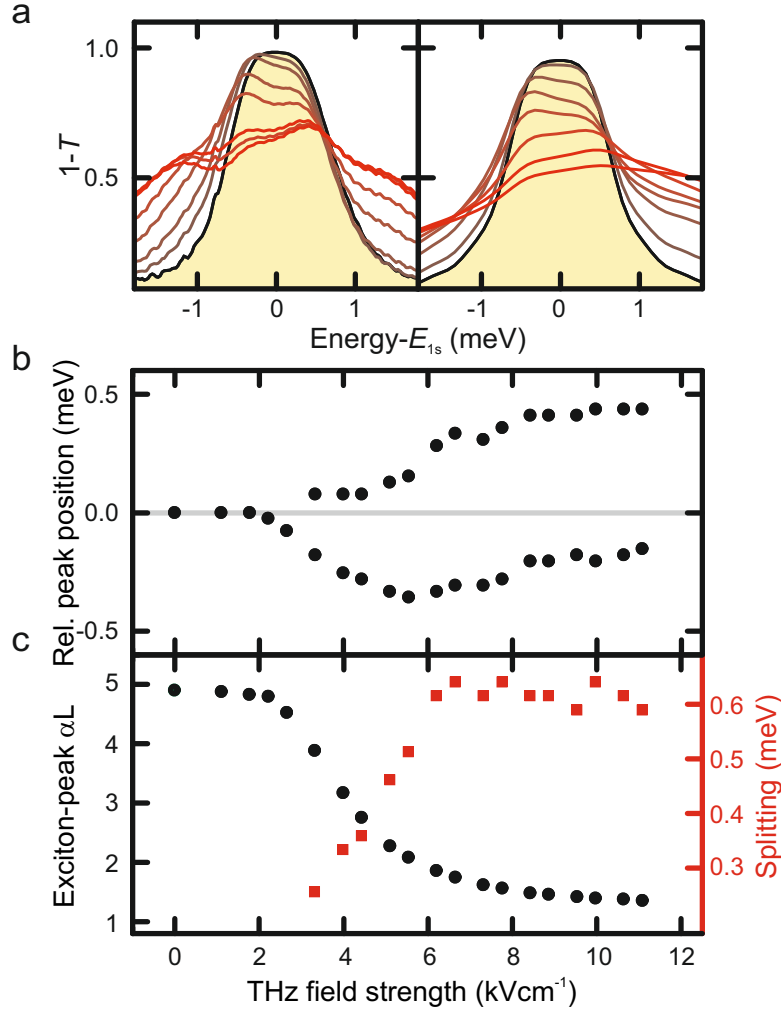 a
1.0
0.5
1-T
-1 0 1 -1 0 1
Energy-E1s (meV)
b
0.5
0.0
-0.5
Rel. peak position (meV)
c
5
4
3
2
1
Exciton-peak αL
0.6
0.5
0.4
0.3
Splitting (meV)
0 2 4 6 8 10 12
THz field strength (kVcm⁻¹)